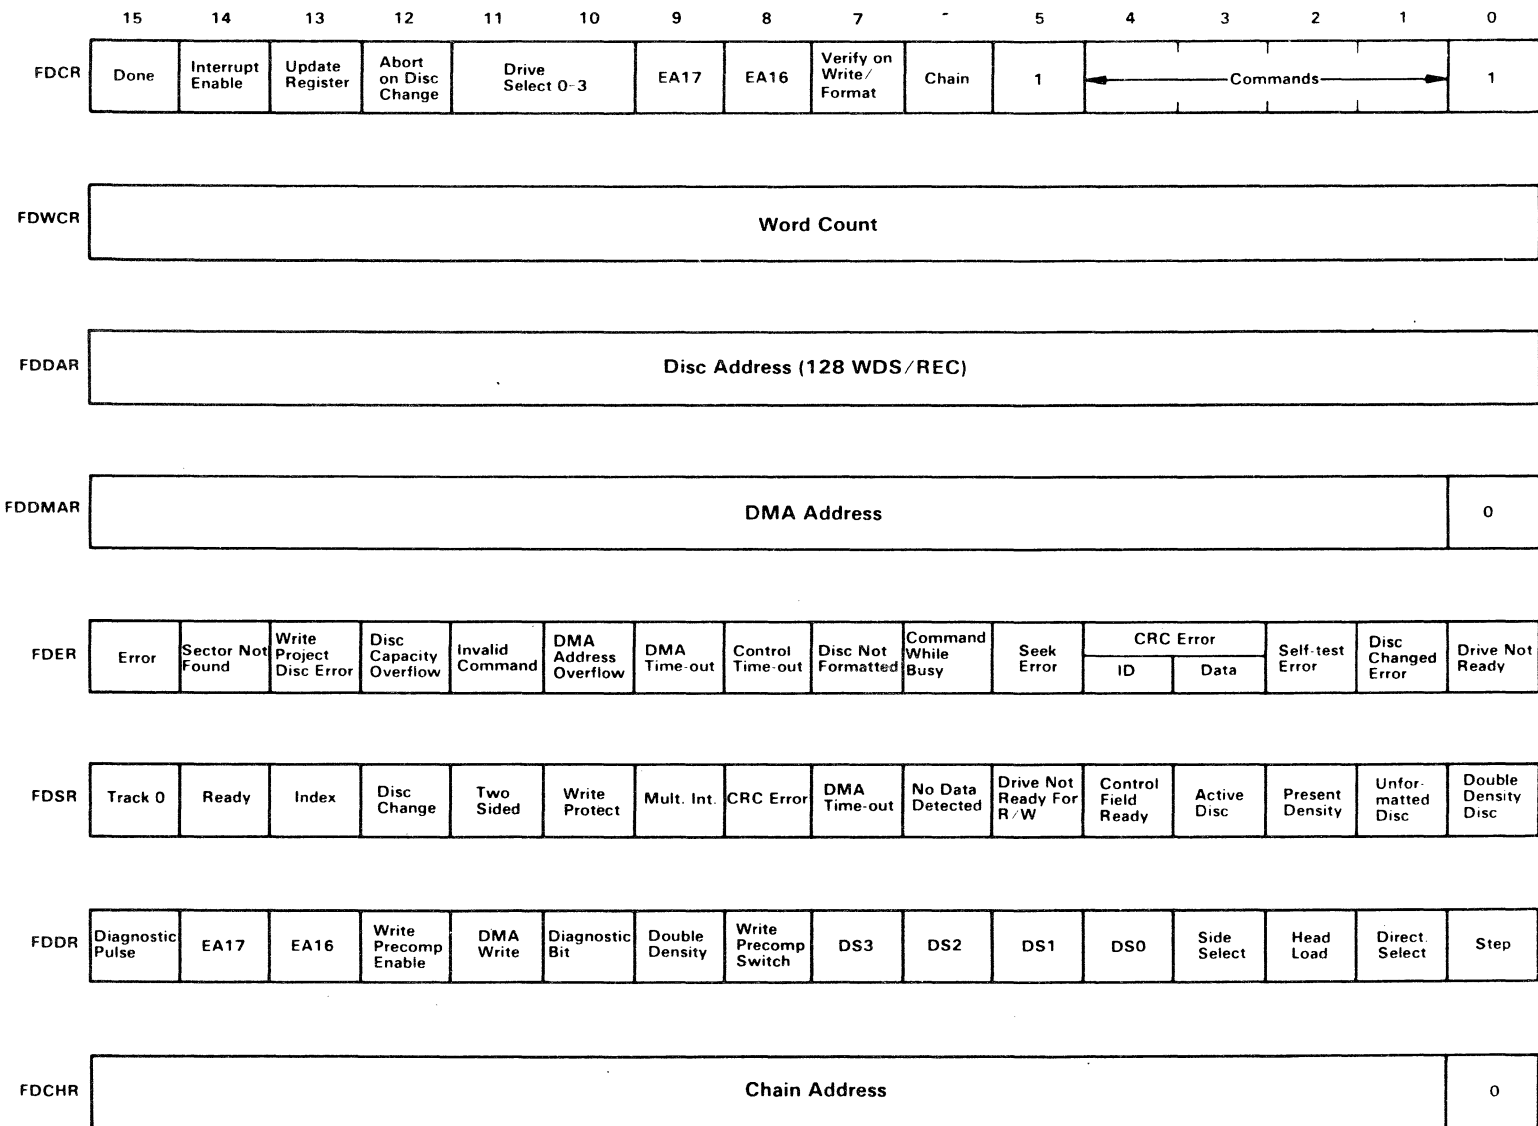 15 14 13 12 11 10 9 8 7 - 5 4 3 2 1 0
FDCR
Done
Interrupt
Enable
Update
Register
Abort
on Disc
Change
Drive
Select 0-3
EA17
EA16
Verify on
Write/
Format
Chain
1
Commands
1
FDWCR
Word Count
FDDAR
Disc Address (128 WDS/REC)
FDDMAR
DMA Address
0
FDER
Error
Sector Not
Found
Write
Project
Disc Error
Disc
Capacity
Overflow
Invalid
Command
DMA
Address
Overflow
DMA
Time-out
Control
Time-out
Disc Not
Formatted
Command
While
Busy
Seek
Error
CRC Error
ID
Data
Self-test
Error
Disc
Changed
Error
Drive Not
Ready
FDSR
Track 0
Ready
Index
Disc
Change
Two
Sided
Write
Protect
Mult. Int.
CRC Error
DMA
Time-out
No Data
Detected
Drive Not
Ready For
R/W
Control
Field
Ready
Active
Disc
Present
Density
Unfor-
matted
Disc
Double
Density
Disc
FDDR
Diagnostic
Pulse
EA17
EA16
Write
Precomp
Enable
DMA
Write
Diagnostic
Bit
Double
Density
Write
Precomp
Switch
DS3
DS2
DS1
DS0
Side
Select
Head
Load
Direct.
Select
Step
FDCHR
Chain Address
0